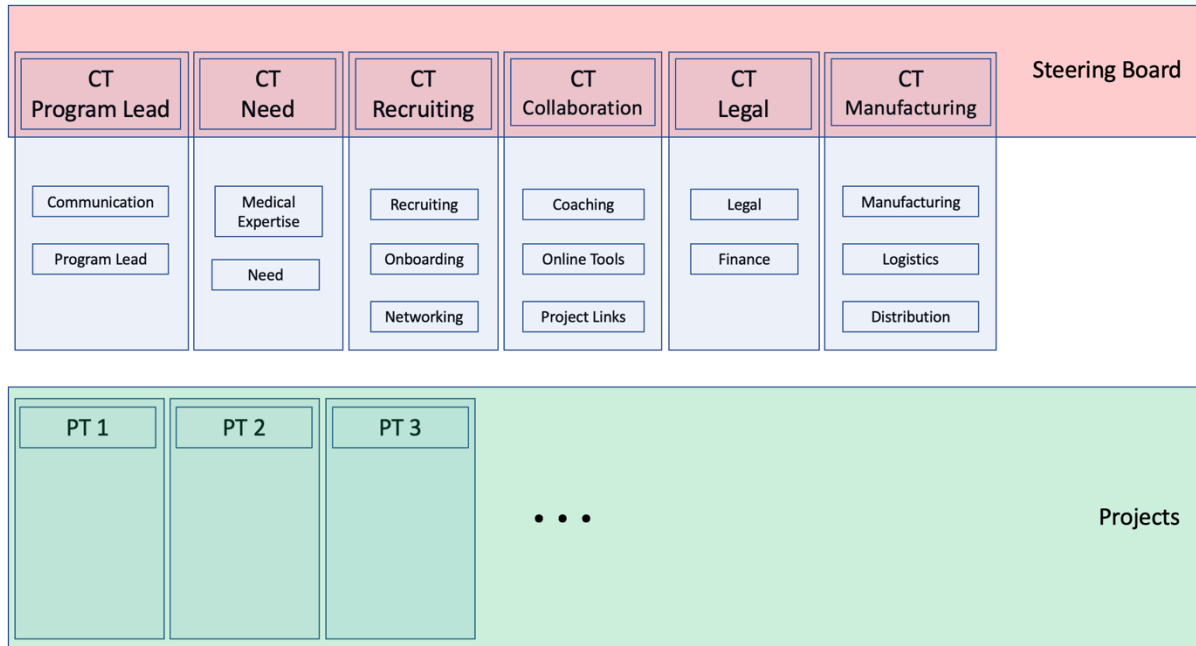 Steering Board
CT
Program Lead
CT
Need
CT
Recruiting
CT
Collaboration
CT
Legal
CT
Manufacturing
Communication
Program Lead
Medical
Expertise
Need
Recruiting
Onboarding
Networking
Coaching
Online Tools
Project Links
Legal
Finance
Manufacturing
Logistics
Distribution
PT 1
PT 2
PT 3
• • •
Projects